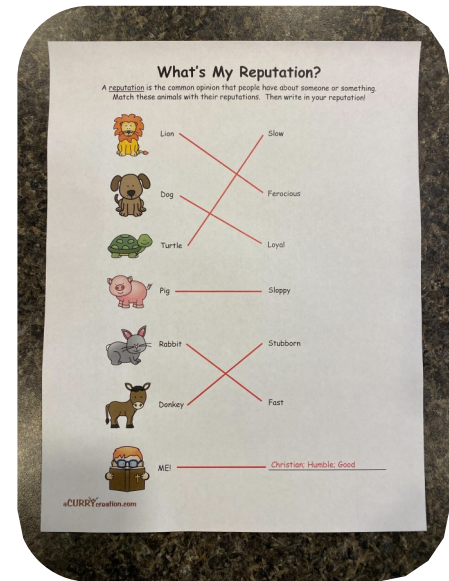 What's My Reputation?
A reputation is the common opinion that people have about someone or something.
Match these animals with their reputations. Then write in your reputation!
Lion Slow
Dog Ferocious
Turtle Loyal
Pig Sloppy
Rabbit Stubborn
Donkey Fast
ME! Christian; Humble; Good
aCURRYcreation.com